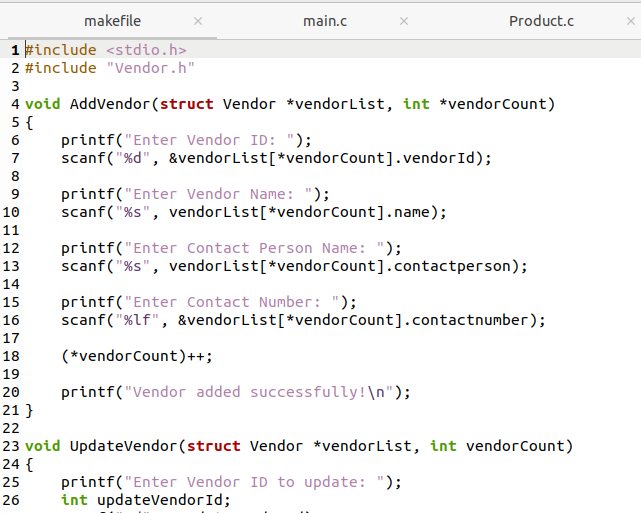 makefile × main.c × Product.c ×
1 #include <stdio.h>
2 #include "Vendor.h"
3
4 void AddVendor(struct Vendor *vendorList, int *vendorCount)
5 {
6     printf("Enter Vendor ID: ");
7     scanf("%d", &vendorList[*vendorCount].vendorId);
8
9     printf("Enter Vendor Name: ");
10     scanf("%s", vendorList[*vendorCount].name);
11
12     printf("Enter Contact Person Name: ");
13     scanf("%s", vendorList[*vendorCount].contactperson);
14
15     printf("Enter Contact Number: ");
16     scanf("%lf", &vendorList[*vendorCount].contactnumber);
17
18     (*vendorCount)++;
19
20     printf("Vendor added successfully!\n");
21 }
22
23 void UpdateVendor(struct Vendor *vendorList, int vendorCount)
24 {
25     printf("Enter Vendor ID to update: ");
26     int updateVendorId;